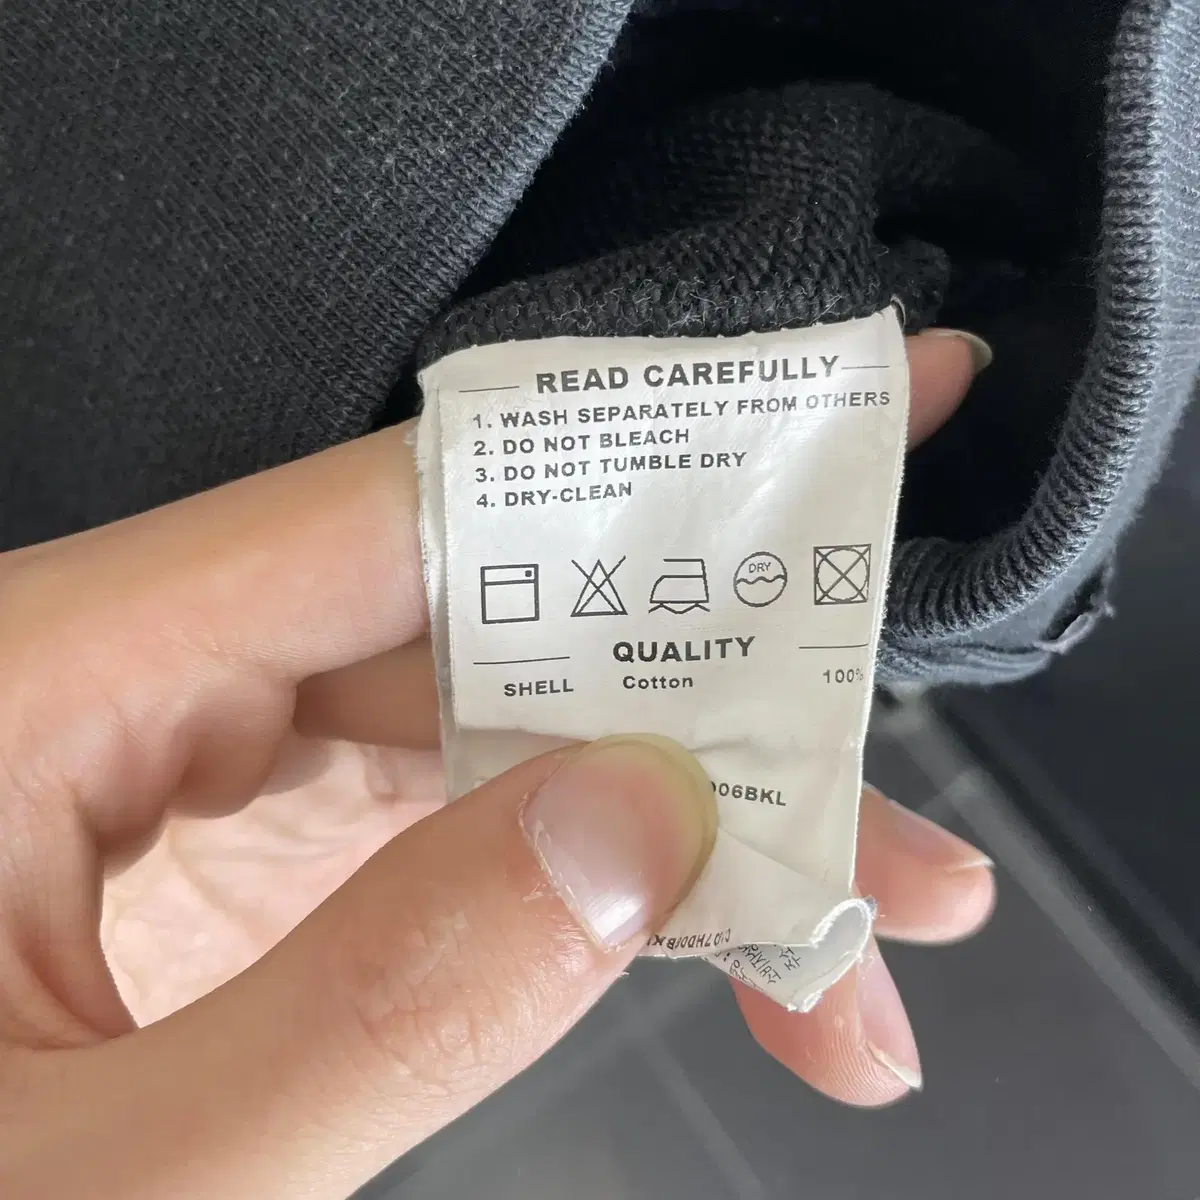 READ CAREFULLY
1. WASH SEPARATELY FROM OTHERS
2. DO NOT BLEACH
3. DO NOT TUMBLE DRY
4. DRY-CLEAN
DRY
QUALITY
SHELL Cotton 100%
06BKL